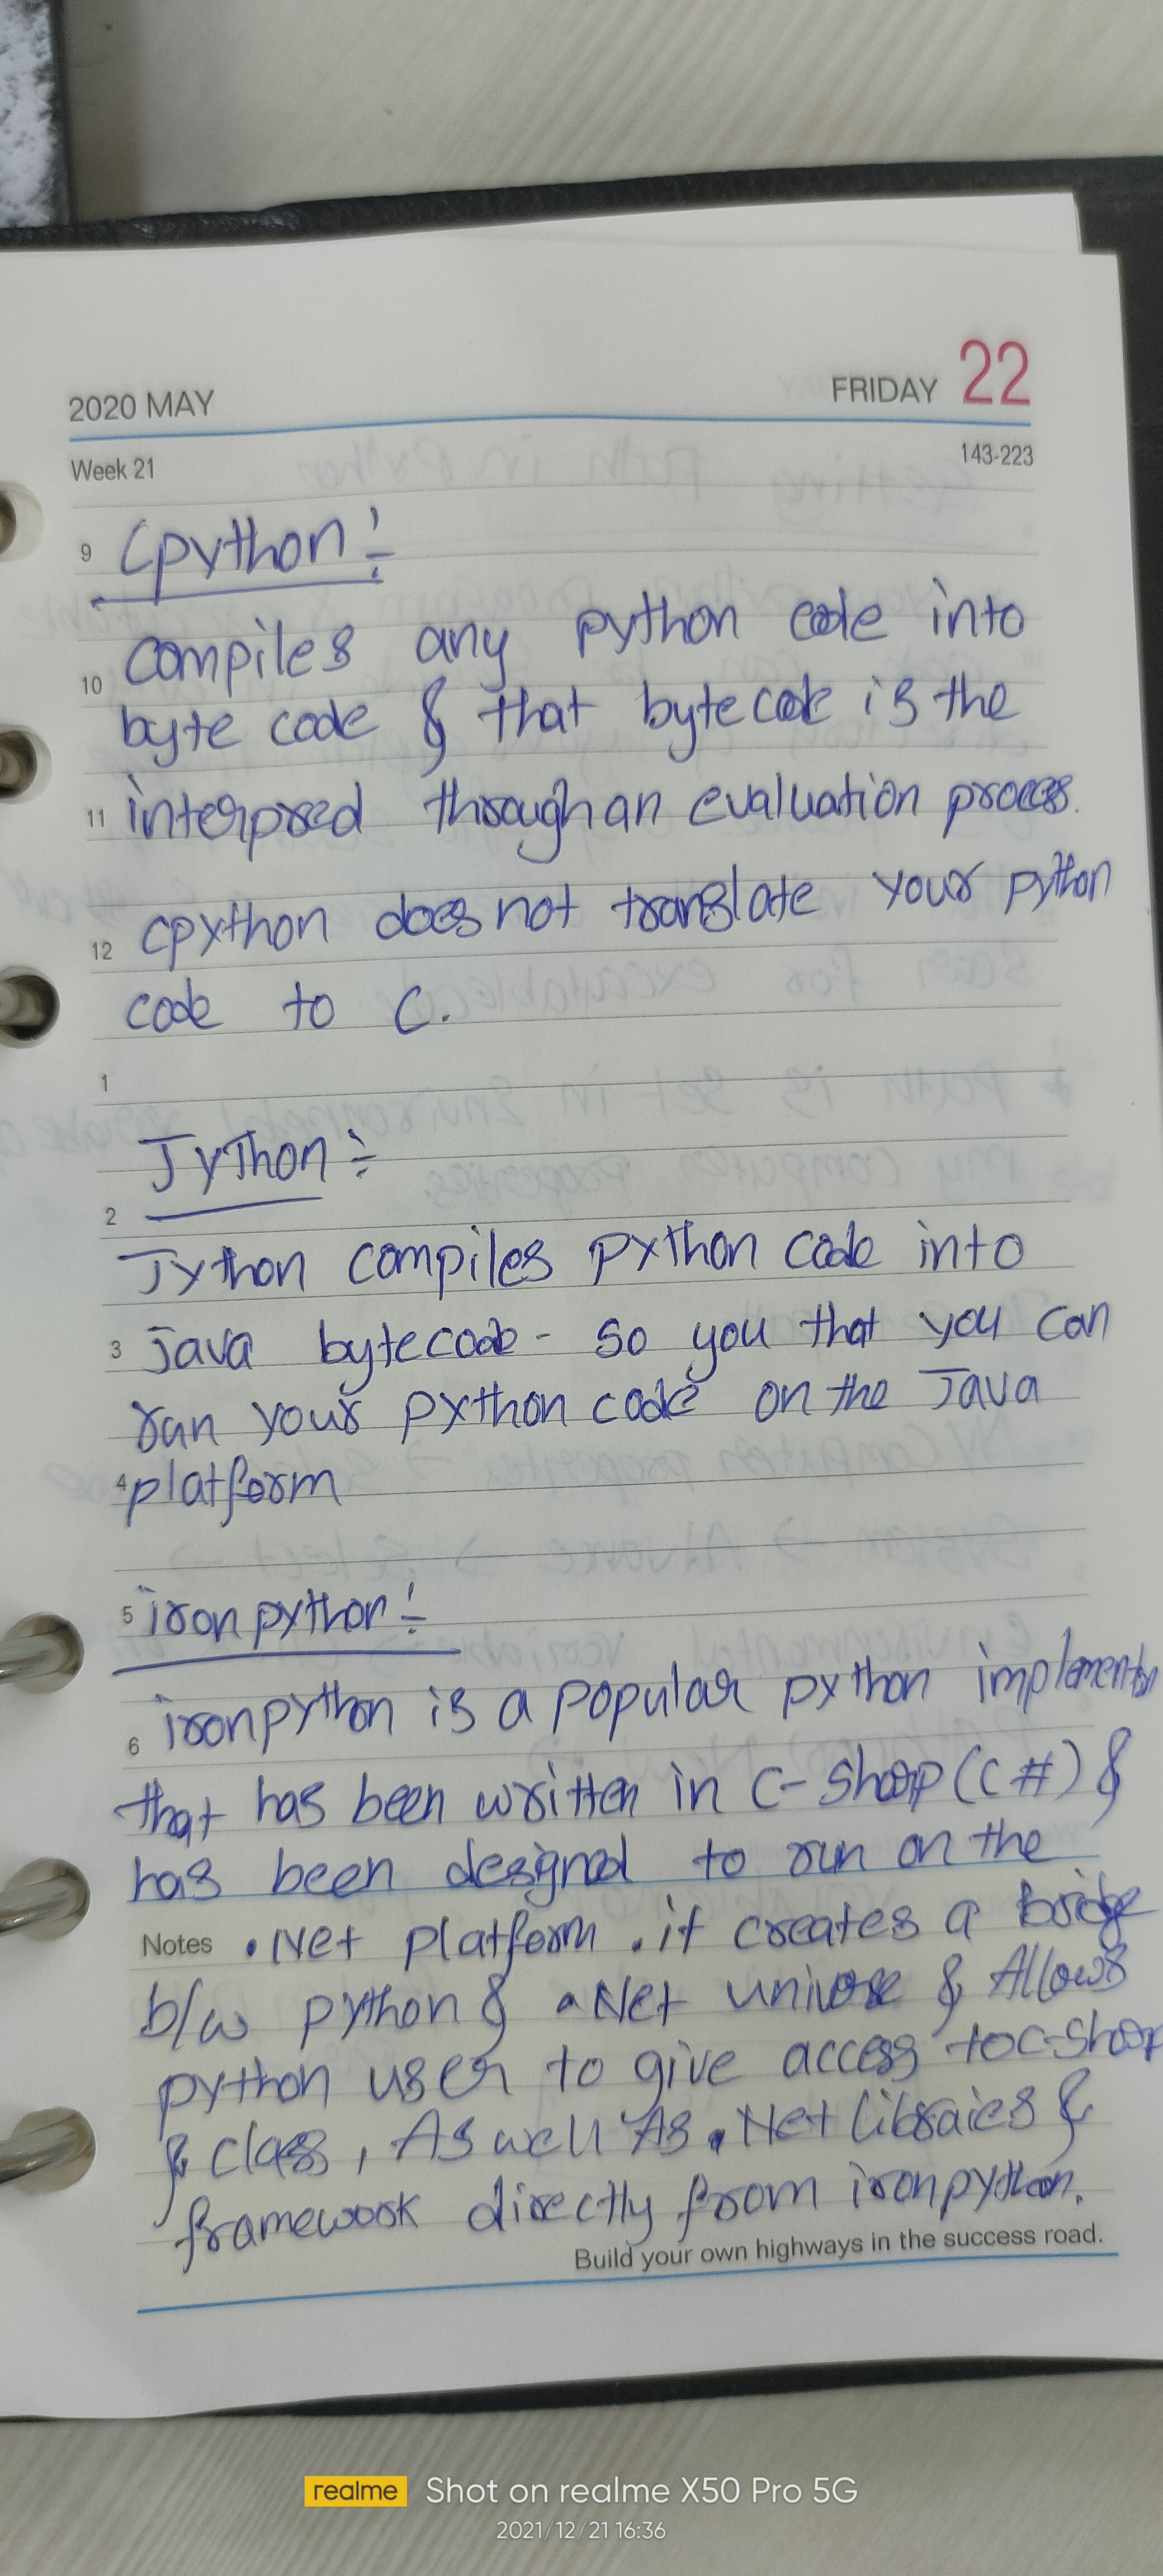 2020 MAY
FRIDAY 22
Week 21
143-223
9 Cpython :-
compiles any python code into
10
byte code & that bytecode is the
11 interpred through an evaluation process.
cpython does not translate your python
12
code to C.
1
Jython :-
2
Jython compiles python code into
3 java bytecode - so you that you can
run your python code on the Java
4 platform
5 iron python :-
ironpython is a popular python
6
that has been written in C-Sharp (C#) &
has been designed to run on the
Notes .Net platform . it creates a bridge
b/w python & .Net universe & Allows
python user to give access to C-Sharp
& class, As well As .Net libraies &
framework directly from ironpython.
Build your own highways in the success road.
realme Shot on realme X50 Pro 5G
2021/12/21 16:36